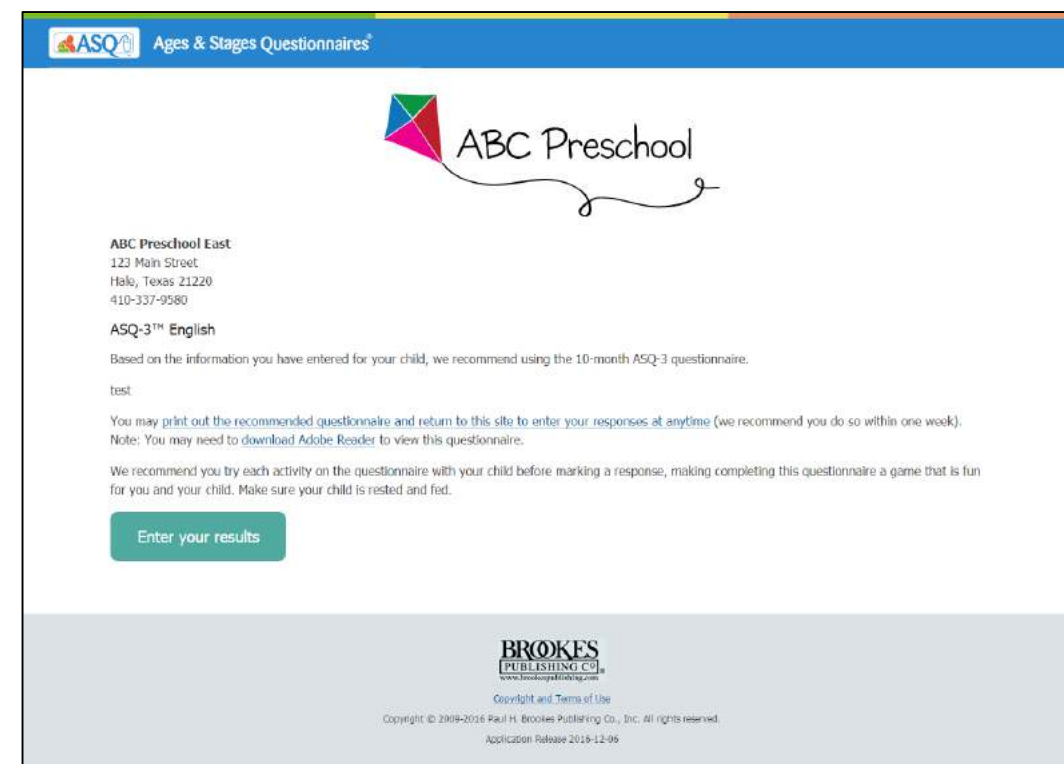 ASQ Ages & Stages Questionnaires®
ABC Preschool
ABC Preschool East
123 Main Street
Hale, Texas 21220
410-337-9580
ASQ-3™ English
Based on the information you have entered for your child, we recommend using the 10-month ASQ-3 questionnaire.
test
You may print out the recommended questionnaire and return to this site to enter your responses at anytime (we recommend you do so within one week).
Note: You may need to download Adobe Reader to view this questionnaire.
We recommend you try each activity on the questionnaire with your child before marking a response, making completing this questionnaire a game that is fun
for you and your child. Make sure your child is rested and fed.
Enter your results
BROOKES
PUBLISHING CO.®
www.brookespublishing.com
Copyright and Terms of Use
Copyright © 2009-2016 Paul H. Brookes Publishing Co., Inc. All rights reserved.
Application Release 2016-12-06